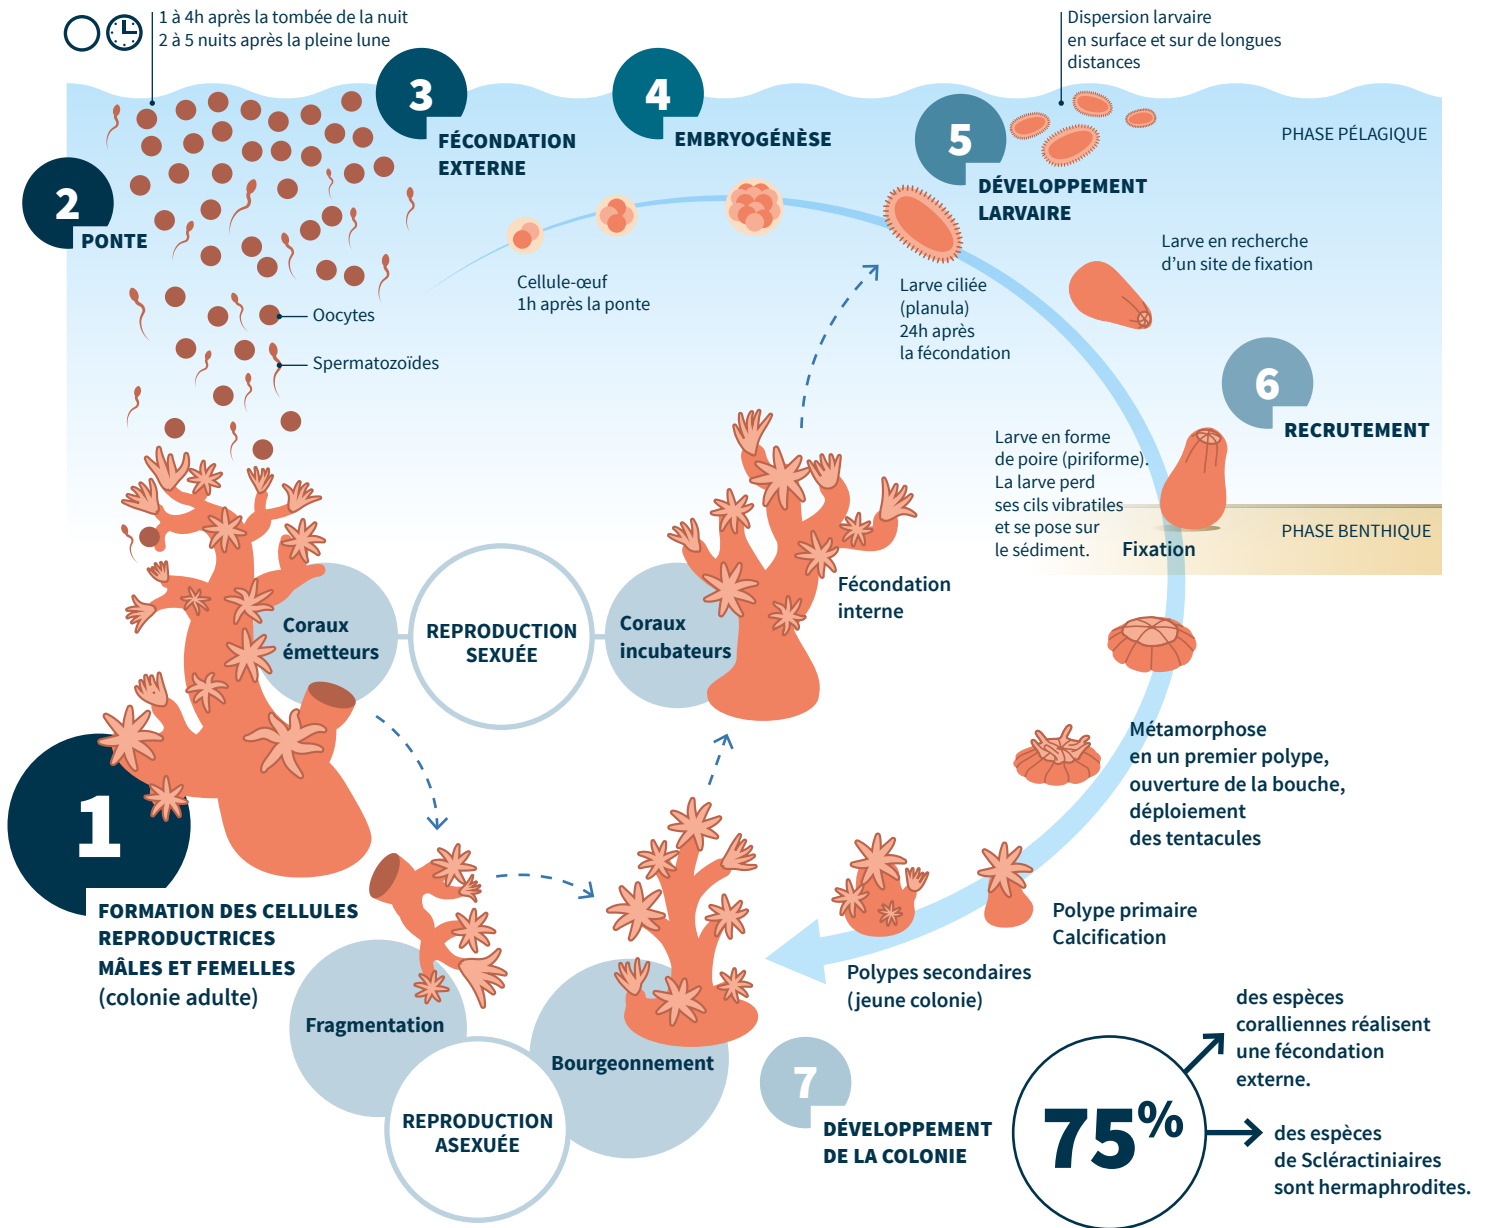 1 à 4h après la tombée de la nuit
2 à 5 nuits après la pleine lune
Dispersion larvaire
en surface et sur de longues
distances
3
FÉCONDATION
EXTERNE
4
EMBRYOGÉNÈSE
5
DÉVELOPPEMENT
LARVAIRE
PHASE PÉLAGIQUE
2
PONTE
Larve en recherche
d’un site de fixation
Cellule-œuf
1h après la ponte
Larve ciliée
(planula)
24h après
la fécondation
Oocytes
Spermatozoïdes
6
RECRUTEMENT
Larve en forme
de poire (piriforme).
La larve perd
ses cils vibratiles
et se pose sur
le sédiment.
Fixation
PHASE BENTHIQUE
Fécondation
interne
Coraux
émetteurs
REPRODUCTION
SEXUÉE
Coraux
incubateurs
Métamorphose
en un premier polype,
ouverture de la bouche,
déploiement
des tentacules
1
FORMATION DES CELLULES
REPRODUCTRICES
MÂLES ET FEMELLES
(colonie adulte)
Polype primaire
Calcification
Polypes secondaires
(jeune colonie)
Fragmentation
Bourgeonnement
REPRODUCTION
ASEXUÉE
7
DÉVELOPPEMENT
DE LA COLONIE
75%
des espèces
coralliennes réalisent
une fécondation
externe.
des espèces
de Scléractiniaires
sont hermaphrodites.